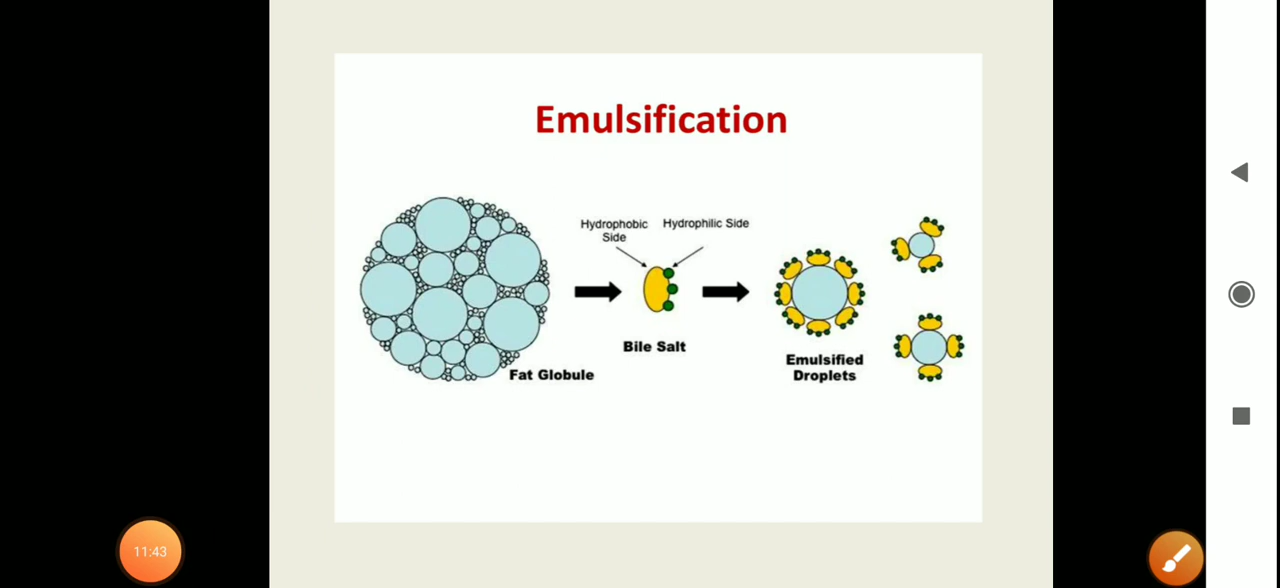 Emulsification
Hydrophobic
Side
Hydrophilic Side
Bile Salt
Fat Globule
Emulsified
Droplets
11:43